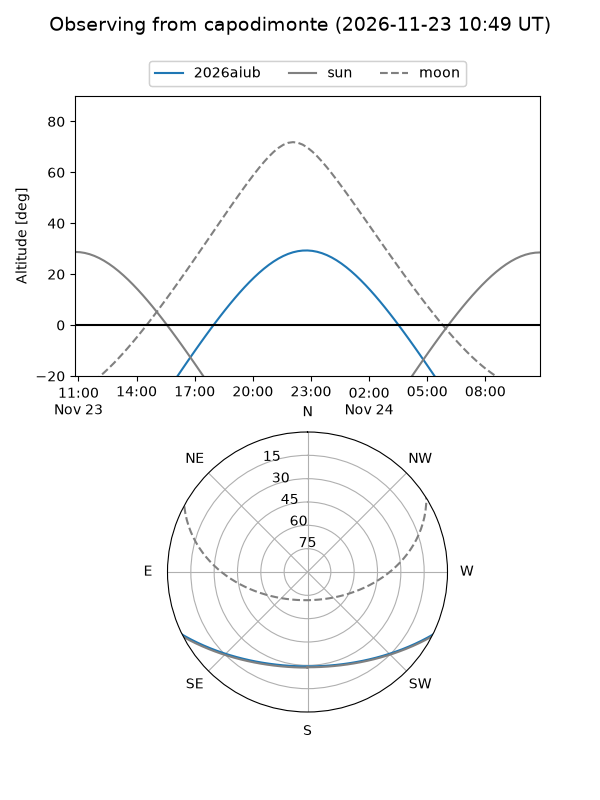 Observing from capodimonte (2026-11-23 10:49 UT)
2026aiub sun moon
Altitude [deg]
80
60
40
20
0
−20
11:00 14:00 17:00 20:00 23:00 02:00 05:00 08:00
Nov 23 Nov 24
N
NE NW
15
30
45
60
75
E W
SE SW
S